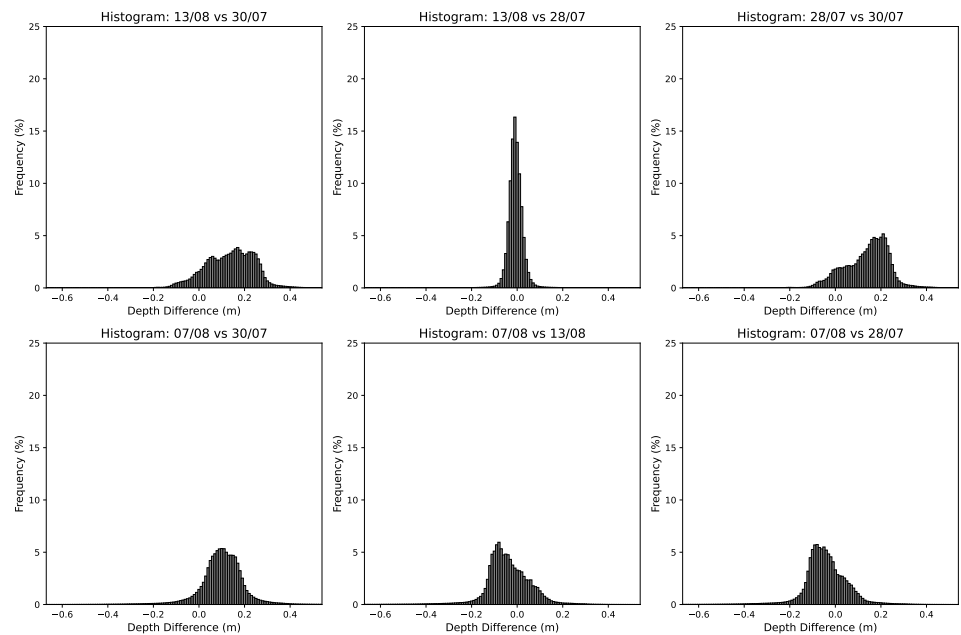 Histogram: 13/08 vs 30/07
25
20
15
10
5
0
Frequency (%)
−0.6 −0.4 −0.2 0.0 0.2 0.4
Depth Difference (m)
Histogram: 13/08 vs 28/07
25
20
15
10
5
0
Frequency (%)
−0.6 −0.4 −0.2 0.0 0.2 0.4
Depth Difference (m)
Histogram: 28/07 vs 30/07
25
20
15
10
5
0
Frequency (%)
−0.6 −0.4 −0.2 0.0 0.2 0.4
Depth Difference (m)
Histogram: 07/08 vs 30/07
25
20
15
10
5
0
Frequency (%)
−0.6 −0.4 −0.2 0.0 0.2 0.4
Depth Difference (m)
Histogram: 07/08 vs 13/08
25
20
15
10
5
0
Frequency (%)
−0.6 −0.4 −0.2 0.0 0.2 0.4
Depth Difference (m)
Histogram: 07/08 vs 28/07
25
20
15
10
5
0
Frequency (%)
−0.6 −0.4 −0.2 0.0 0.2 0.4
Depth Difference (m)